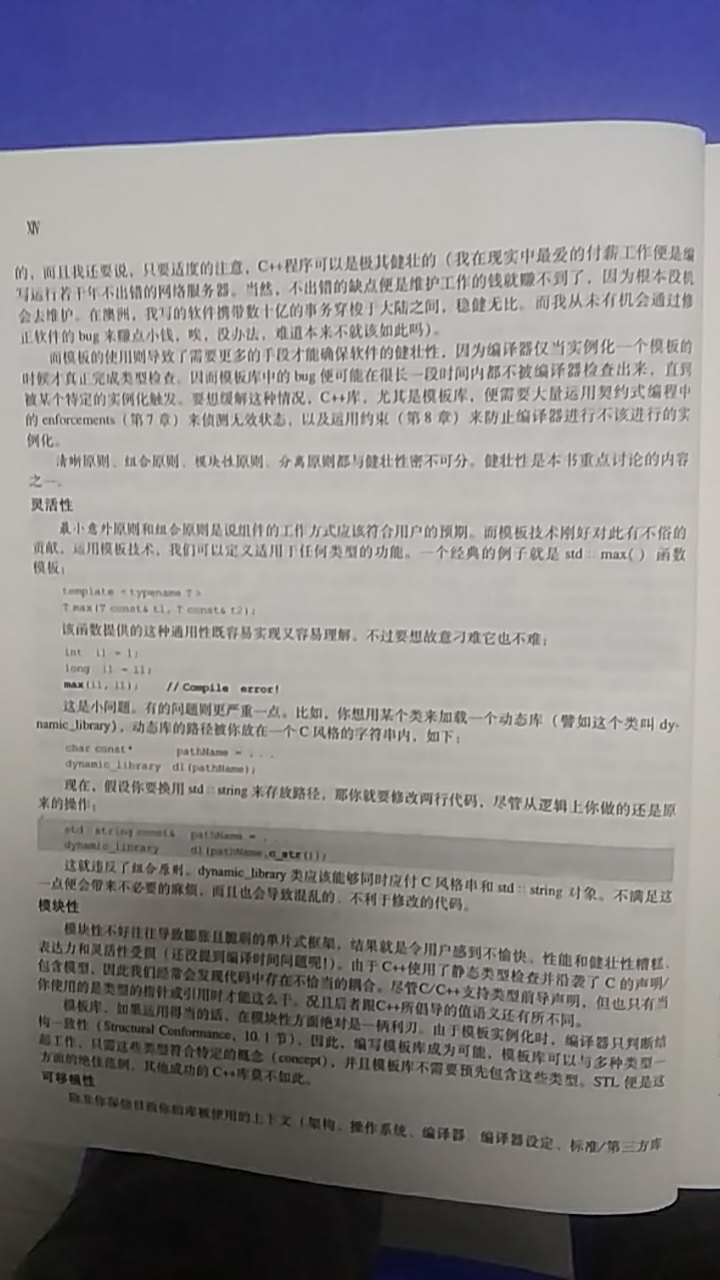 XIV
的，而且我还要说，只要适度的注意，C++程序可以是极其健壮的（我在现实中最爱的付薪工作便是编
写运行若干年不出错的网络服务器。当然，不出错的缺点便是维护工作的钱就赚不到了，因为根本没机
会去维护。在澳洲，我写的软件携带数十亿的事务穿梭于大陆之间，稳健无比。而我从未有机会通过修
正软件的 bug 来赚点小钱，唉，没办法，难道本来不就该如此吗）。
而模板的使用则导致了需要更多的手段才能确保软件的健壮性，因为编译器仅当实例化一个模板的
时候才真正完成类型检查。因而模板库中的 bug 便可能在很长一段时间内都不被编译器检查出来，直到
被某个特定的实例化触发。要想缓解这种情况，C++库，尤其是模板库，便需要大量运用契约式编程中
的 enforcements（第 7 章）来侦测无效状态，以及运用约束（第 8 章）来防止编译器进行不该进行的实
例化。
清晰原则、组合原则、模块性原则、分离原则都与健壮性密不可分。健壮性是本书重点讨论的内容
之一。
灵活性
最小意外原则和组合原则是说组件的工作方式应该符合用户的预期。而模板技术刚好对此有不俗的
贡献，运用模板技术，我们可以定义适用于任何类型的功能。一个经典的例子就是 std::max( ) 函数
模板：
template <typename T>
T max(T const& t1, T const& t2);
该函数提供的这种通用性既容易实现又容易理解。不过要想故意刁难它也不难：
int i1 = 1;
long l1 = i1;
max(i1, l1); //Compile error!
这是小问题。有的问题则更严重一点。比如，你想用某个类来加载一个动态库（譬如这个类叫 dy-
namic_library），动态库的路径被你放在一个 C 风格的字符串内，如下：
char const* pathName = ...
dynamic_library dl(pathName);
现在，假设你要换用 std::string 来存放路径，那你就要修改两行代码，尽管从逻辑上你做的还是原
来的操作：
std::string const& pathName = ...
dynamic_library dl(pathName.c_str());
这就违反了组合原则。dynamic_library 类应该能够同时应付 C 风格串和 std::string 对象。不满足这
一点便会带来不必要的麻烦，而且也会导致混乱的、不利于修改的代码。
模块性
模块性不好往往导致膨胀且脆弱的单片式框架，结果就是令用户感到不愉快、性能和健壮性糟糕、
表达力和灵活性受损（还没提到编译时间问题呢！）。由于 C++使用了静态类型检查并沿袭了 C 的声明/
包含模型，因此我们经常会发现代码中存在不恰当的耦合。尽管C/C++支持类型前导声明，但也只有当
你使用的是类型的指针或引用时才能这么干。况且后者跟C++所倡导的值语义还有所不同。
模板库，如果运用得当的话，在模块性方面绝对是一柄利刃。由于模板实例化时，编译器只判断结
构一致性（Structural Conformance，10.1 节），因此，编写模板库成为可能，模板库可以与多种类型一
起工作，只需这些类型符合特定的概念（concept），并且模板库不需要预先包含这些类型。STL 便是这
方面的绝佳范例，其他成功的 C++库莫不如此。
可移植性
除非你深信目前你的库被使用的上下文（架构、操作系统、编译器、编译器设定、标准/第三方库